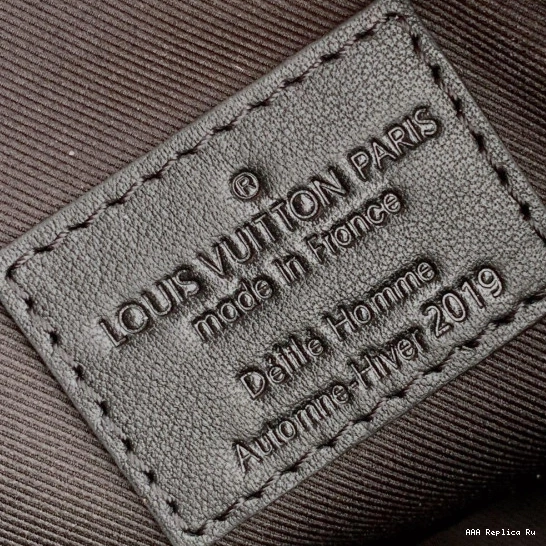 ®
LOUIS VUITTON PARIS
made in France
Défilé Homme
Automne-Hiver 2019
AAA Replica Ru